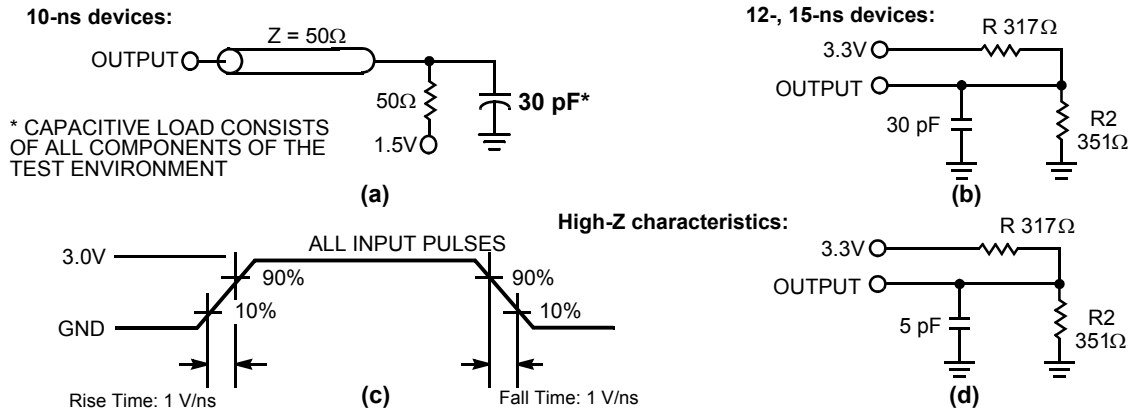 10-ns devices:
Z = 50Ω
OUTPUT
50Ω
30 pF*
1.5V
* CAPACITIVE LOAD CONSISTS
OF ALL COMPONENTS OF THE
TEST ENVIRONMENT
(a)
12-, 15-ns devices:
R 317Ω
3.3V
OUTPUT
30 pF
R2
351Ω
(b)
3.0V
ALL INPUT PULSES
90%
90%
10%
10%
GND
Rise Time: 1 V/ns
(c)
Fall Time: 1 V/ns
High-Z characteristics:
R 317Ω
3.3V
OUTPUT
5 pF
R2
351Ω
(d)